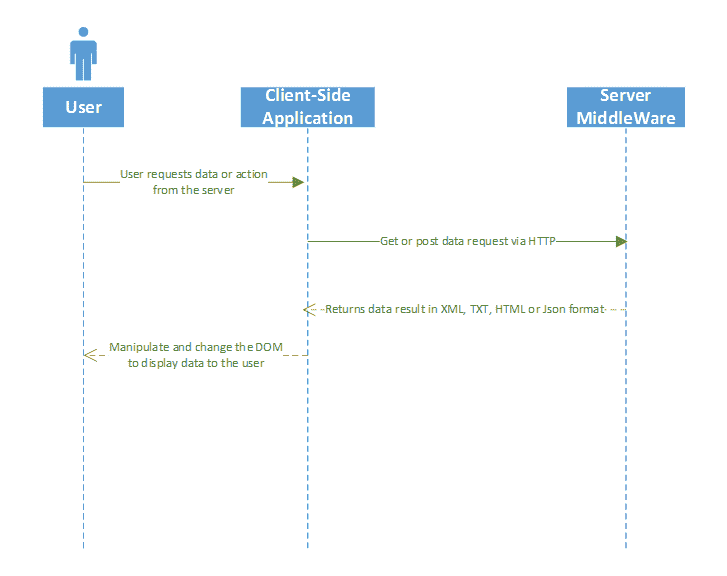 User
Client-Side
Application
Server
MiddleWare
User requests data or action
from the server
Get or post data request via HTTP
Returns data result in XML, TXT, HTML or Json format
Manipulate and change the DOM
to display data to the user